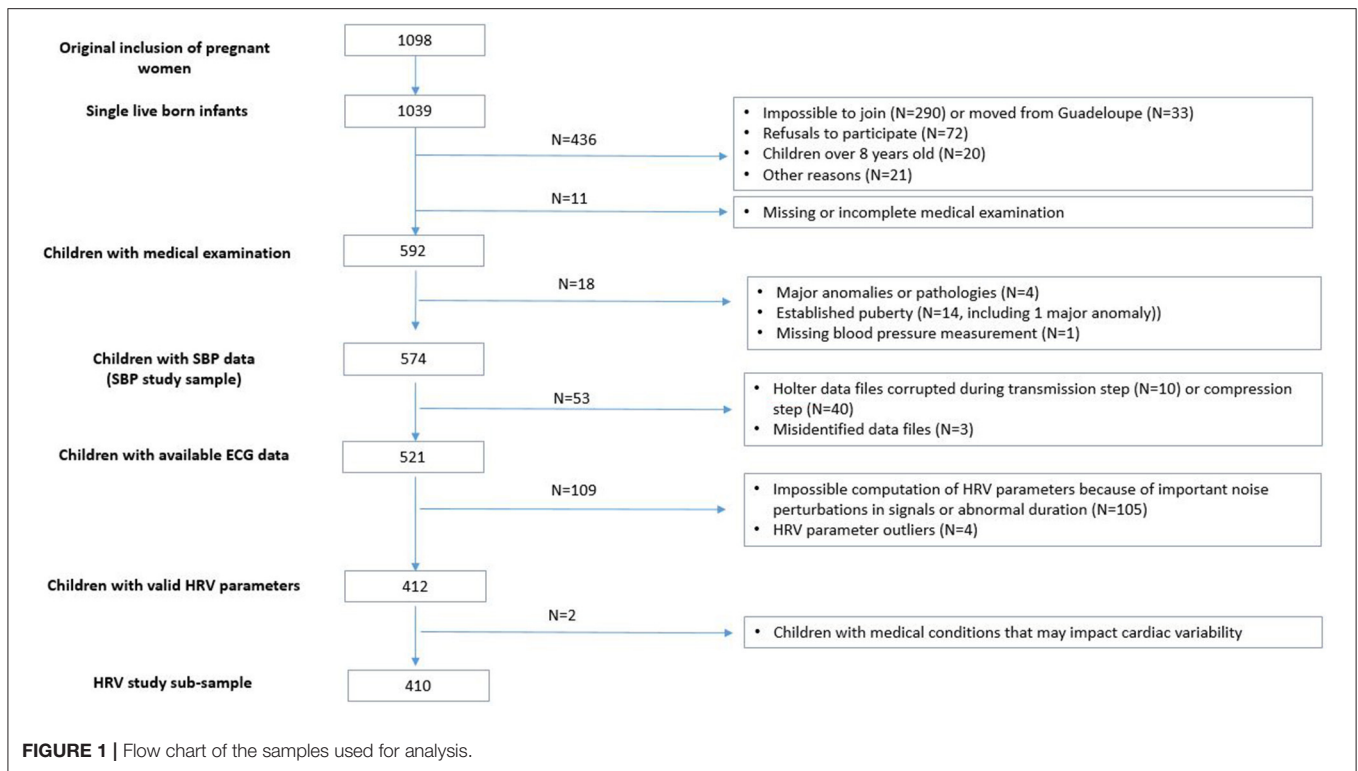 Original inclusion of pregnant
women
1098
Single live born infants
1039
N=436
• Impossible to join (N=290) or moved from Guadeloupe (N=33)
• Refusals to participate (N=72)
• Children over 8 years old (N=20)
• Other reasons (N=21)
N=11
• Missing or incomplete medical examination
Children with medical examination
592
N=18
• Major anomalies or pathologies (N=4)
• Established puberty (N=14, including 1 major anomaly))
• Missing blood pressure measurement (N=1)
Children with SBP data
(SBP study sample)
574
N=53
• Holter data files corrupted during transmission step (N=10) or compression
step (N=40)
• Misidentified data files (N=3)
Children with available ECG data
521
N=109
• Impossible computation of HRV parameters because of important noise
perturbations in signals or abnormal duration (N=105)
• HRV parameter outliers (N=4)
Children with valid HRV parameters
412
N=2
• Children with medical conditions that may impact cardiac variability
HRV study sub-sample
410
FIGURE 1 | Flow chart of the samples used for analysis.